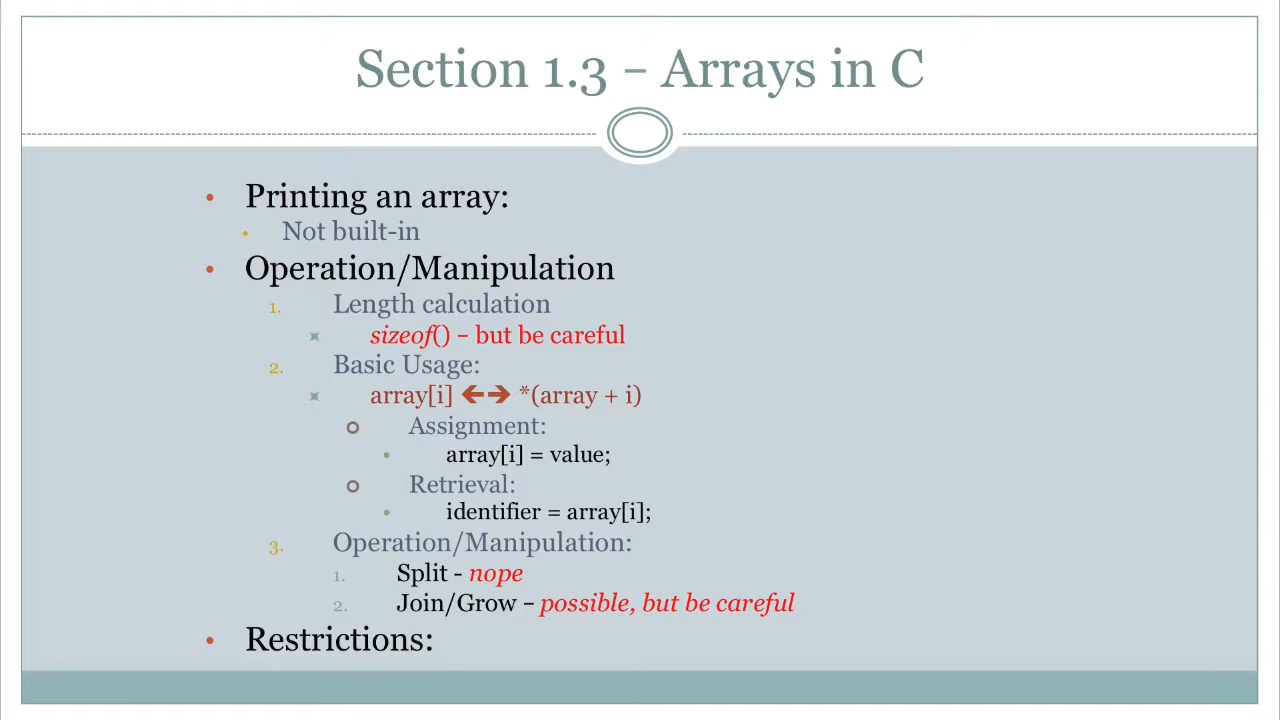 Section 1.3 – Arrays in C
• Printing an array:
• Not built-in
• Operation/Manipulation
1. Length calculation
sizeof() – but be careful
2. Basic Usage:
array[i] 🡸🡺 *(array + i)
Assignment:
• array[i] = value;
Retrieval:
• identifier = array[i];
3. Operation/Manipulation:
1. Split - nope
2. Join/Grow – possible, but be careful
• Restrictions: